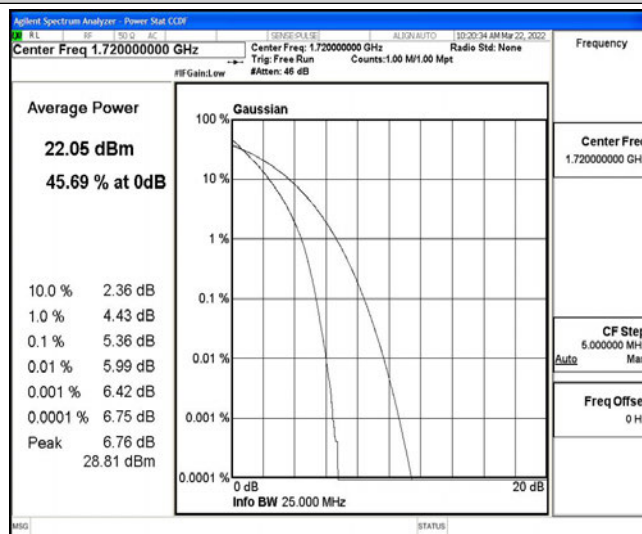 Agilent Spectrum Analyzer - Power Stat CCDF
RL RF 50 Ω AC SENSE:PULSE ALIGN AUTO 10:20:34 AM Mar 22, 2022
Center Freq 1.720000000 GHz
Center Freq: 1.720000000 GHz Radio Std: None
Trig: Free Run Counts:1.00 M/1.00 Mpt
#IFGain:Low #Atten: 46 dB
Frequency
Average Power
22.05 dBm
45.69 % at 0dB
10.0 % 2.36 dB
1.0 % 4.43 dB
0.1 % 5.36 dB
0.01 % 5.99 dB
0.001 % 6.42 dB
0.0001 % 6.75 dB
Peak 6.76 dB
28.81 dBm
Gaussian
100 %
10 %
1 %
0.1 %
0.01 %
0.001 %
0.0001 %
0 dB 20 dB
Info BW 25.000 MHz
Center Fre
1.720000000 GH
CF Step
5.000000 MH
Auto Ma
Freq Offse
0 H
MSG STATUS